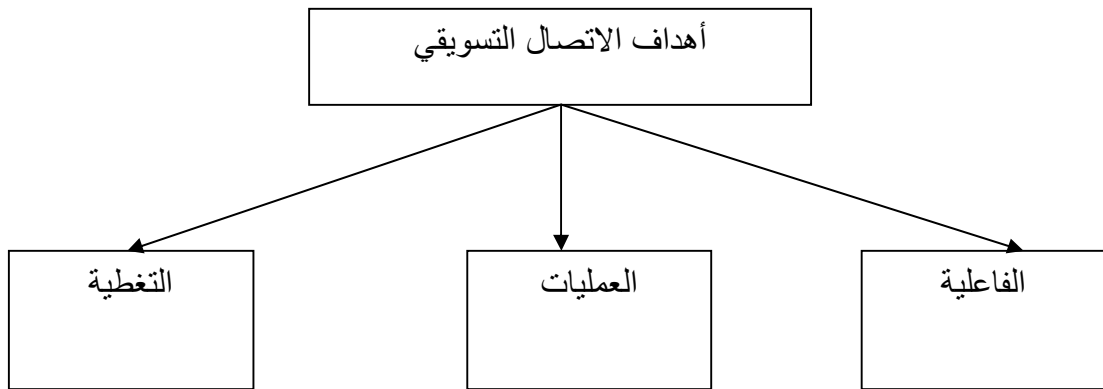 أهداف الاتصال التسويقي
الفاعلية
العمليات
التغطية